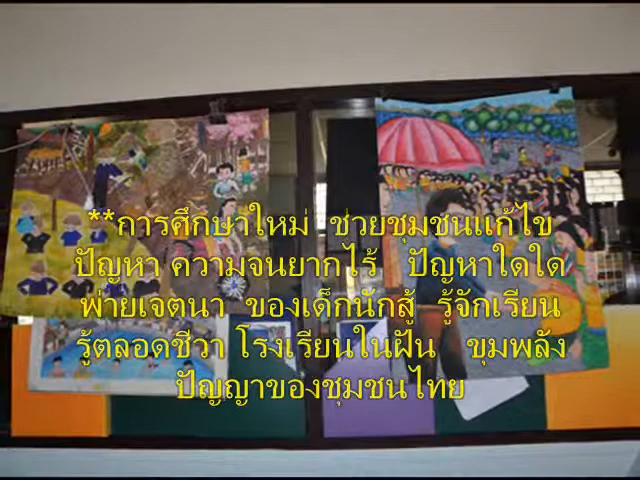 **การศึกษาใหม่ ช่วยชุมชนแก้ไข
ปัญหา ความจนยากไร้ ปัญหาใดใด
พ่ายเจตนา ของเด็กนักสู้ รู้จักเรียน
รู้ตลอดชีวา โรงเรียนในฝัน ขุมพลัง
ปัญญาของชุมชนไทย